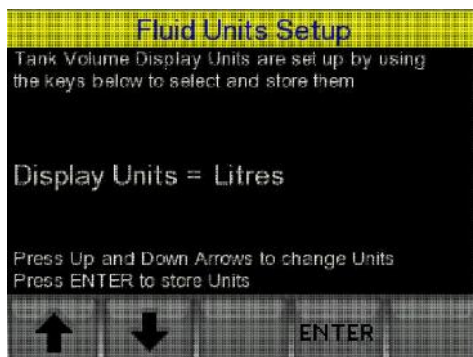 Fluid Units Setup
Tank Volume Display Units are set up by using
the keys below to select and store them
Display Units = Litres
Press Up and Down Arrows to change Units
Press ENTER to store Units
ENTER